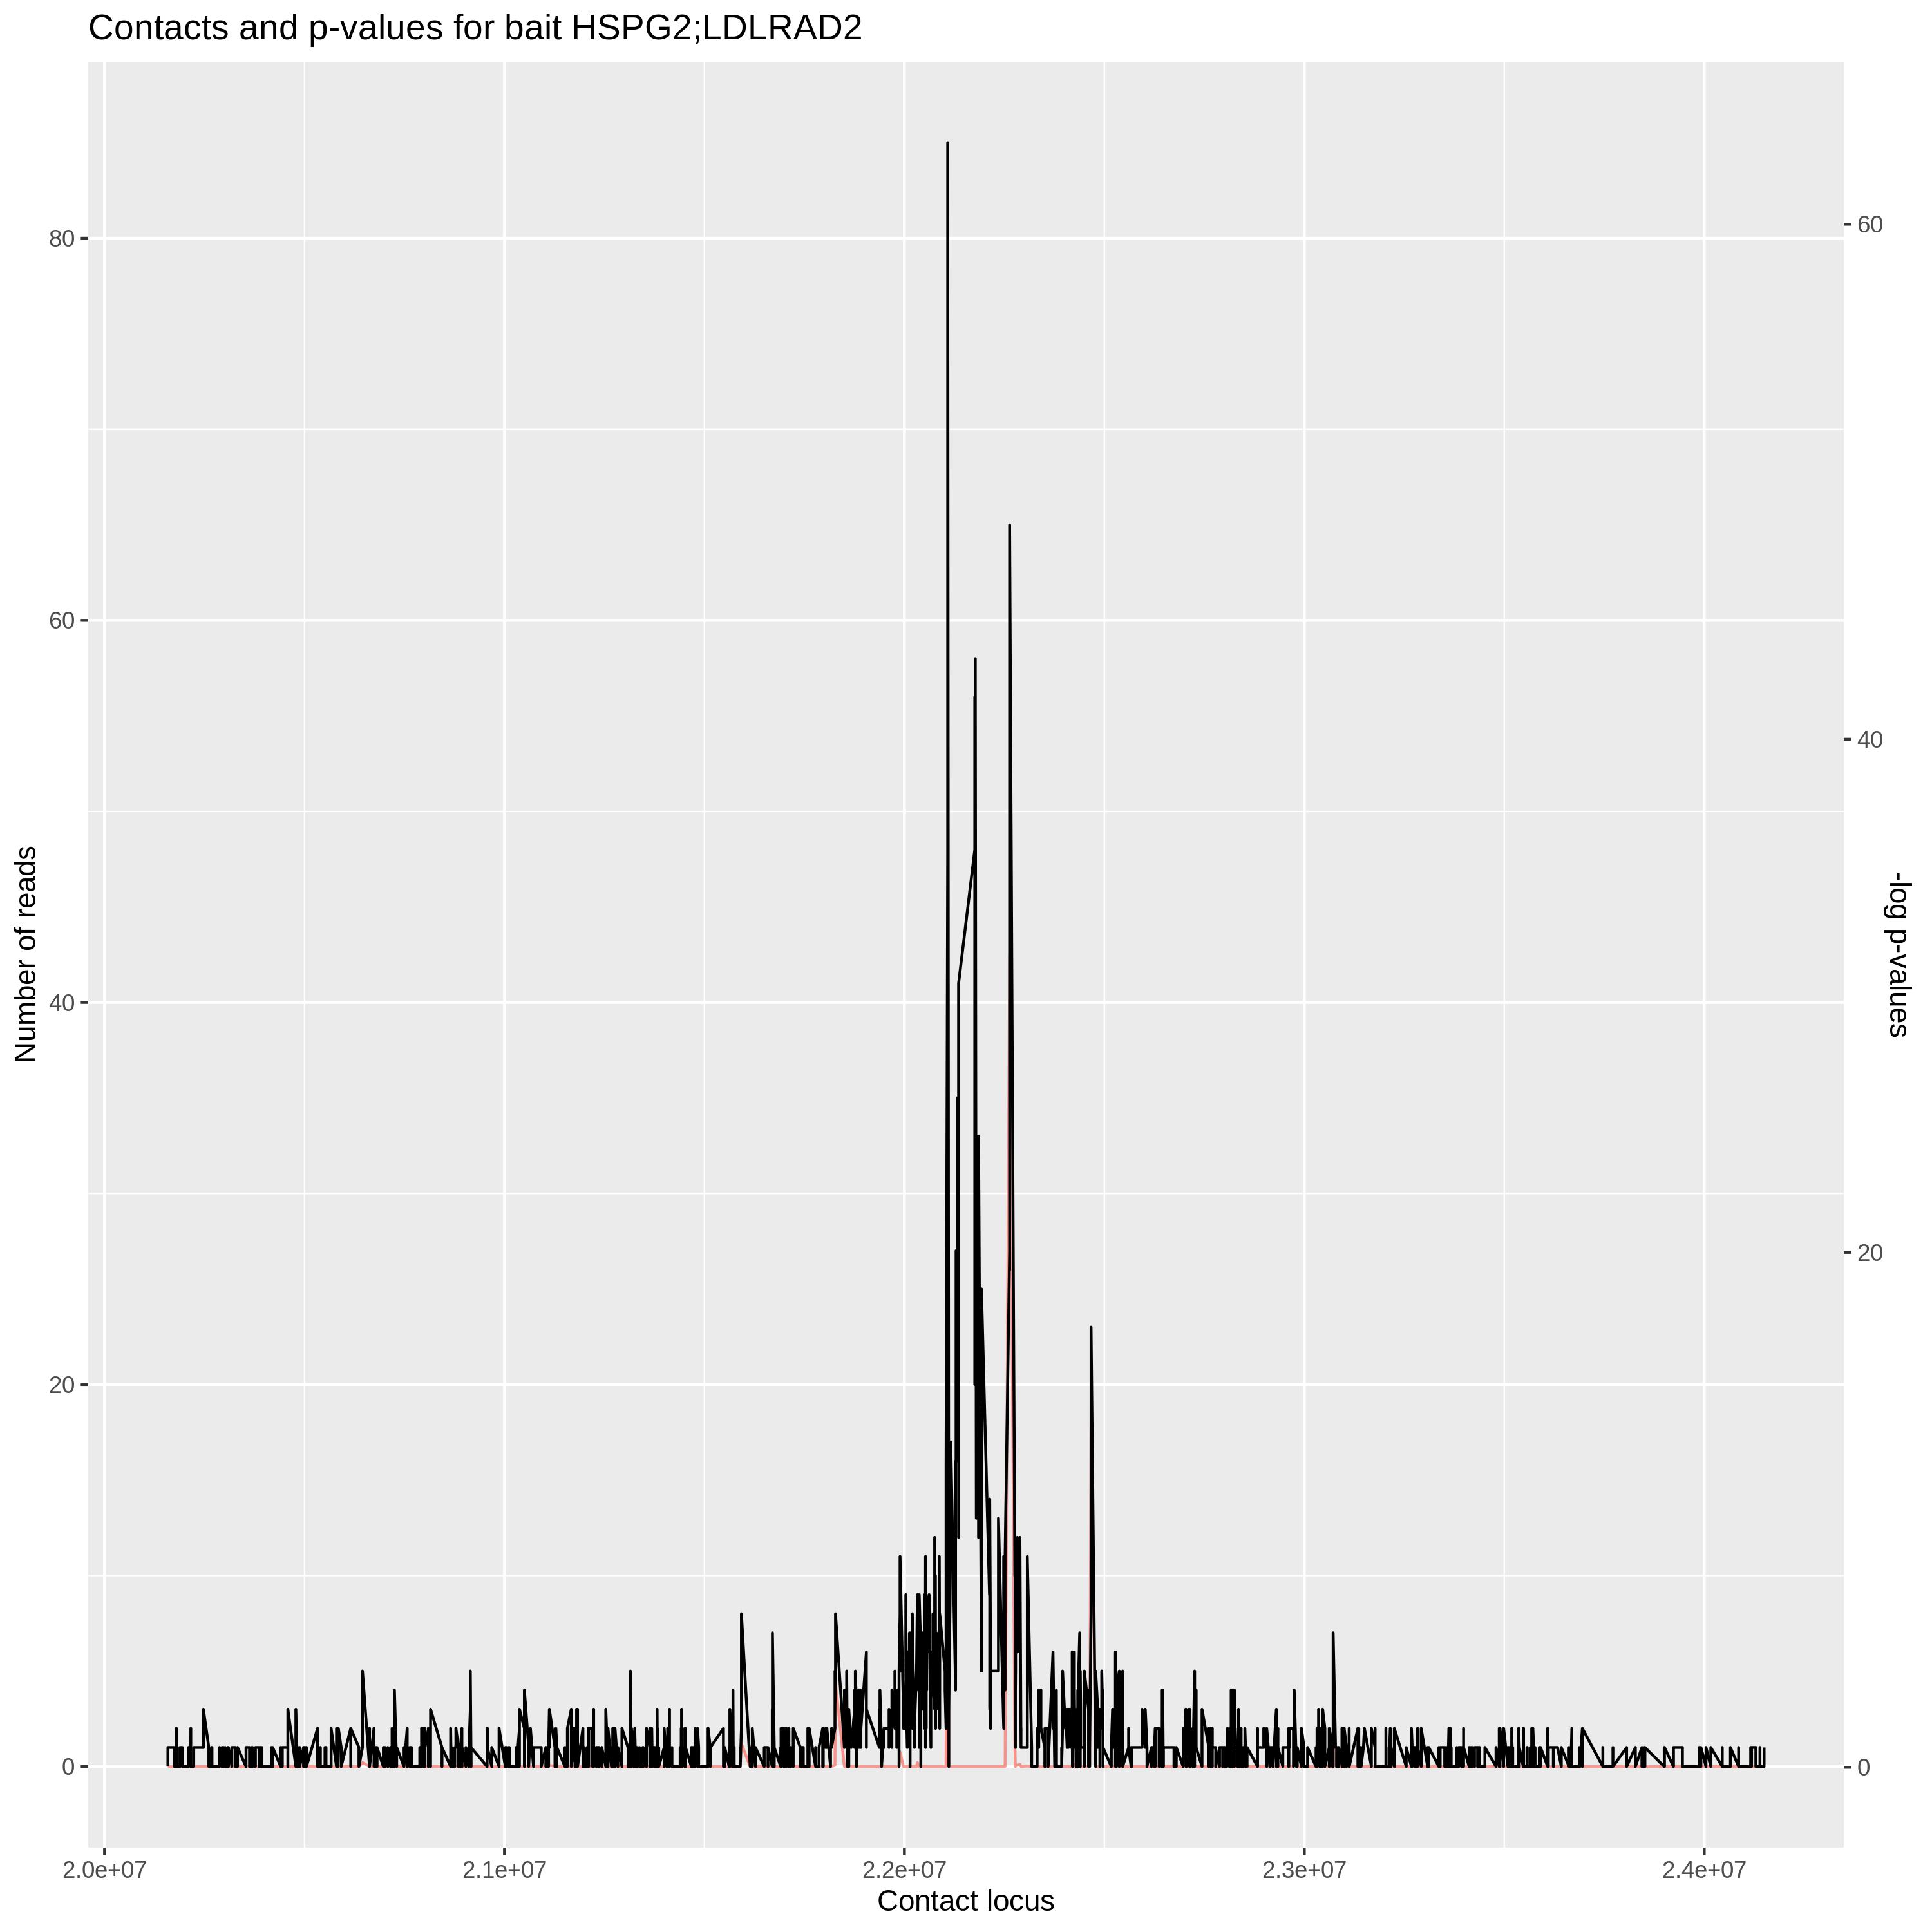 Contacts and p-values for bait HSPG2;LDLRAD2
Number of reads
80
60
40
20
0
60
40
20
0
-log p-values
2.0e+07
2.1e+07
2.2e+07
2.3e+07
2.4e+07
Contact locus